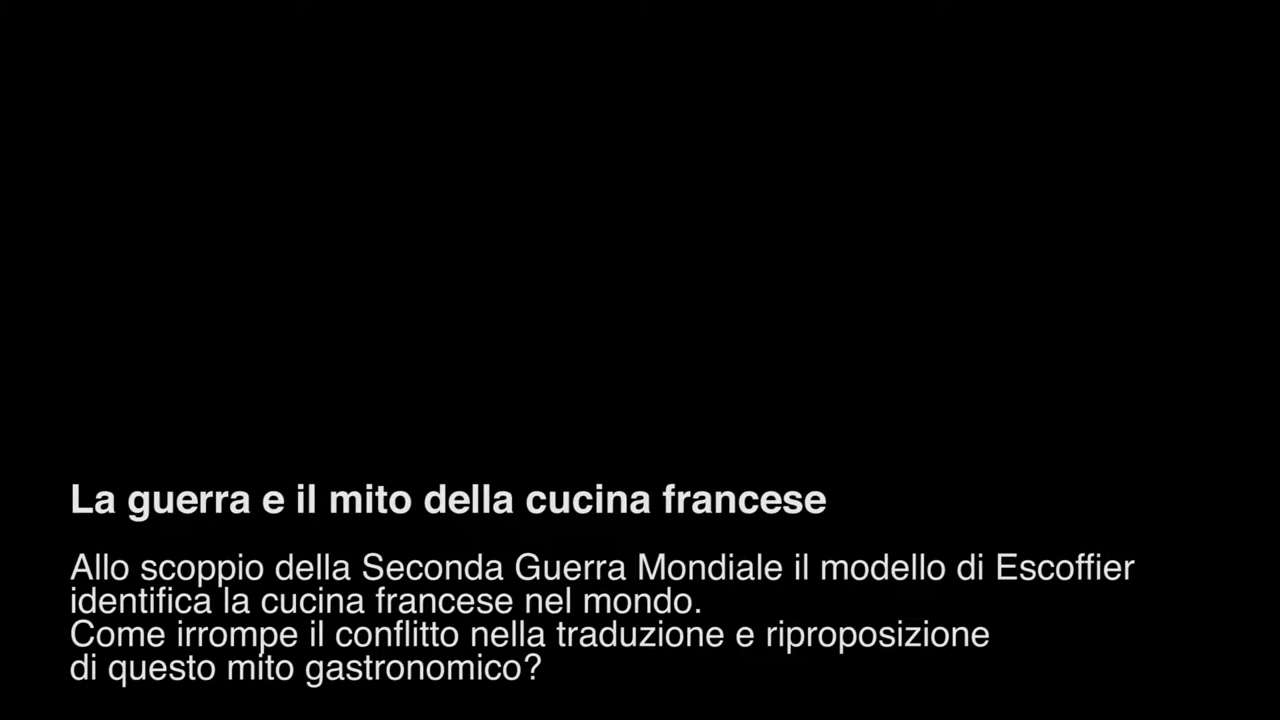 La guerra e il mito della cucina francese
Allo scoppio della Seconda Guerra Mondiale il modello di Escoffier
identifica la cucina francese nel mondo.
Come irrompe il conflitto nella traduzione e riproposizione
di questo mito gastronomico?